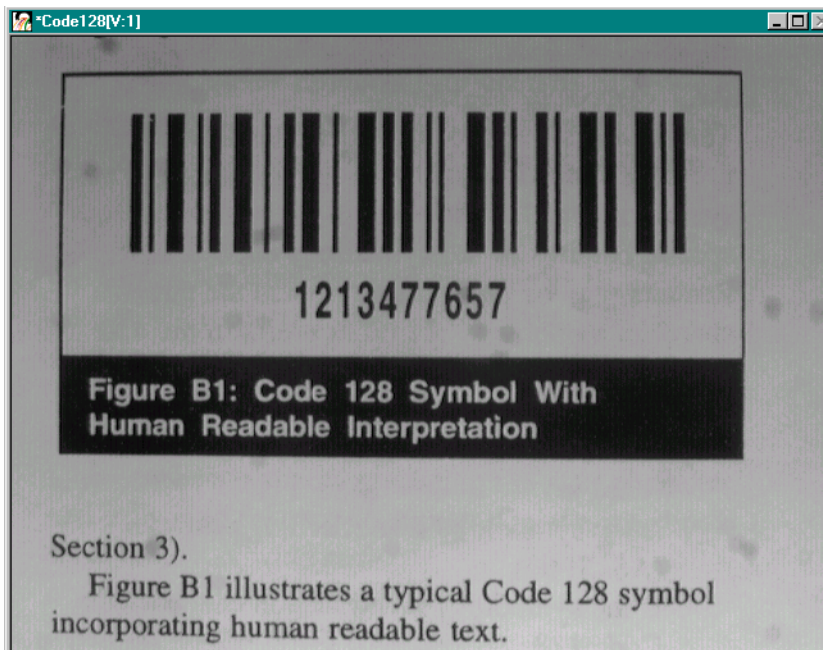 *Code128[V:1]
1213477657
Figure B1: Code 128 Symbol With
Human Readable Interpretation
Section 3).
Figure B1 illustrates a typical Code 128 symbol
incorporating human readable text.